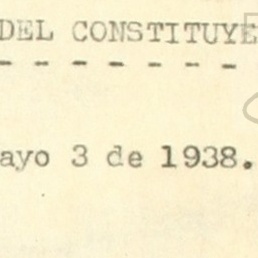 DEL CONSTITUYE
- - - - - - -
ayo 3 de 1938.